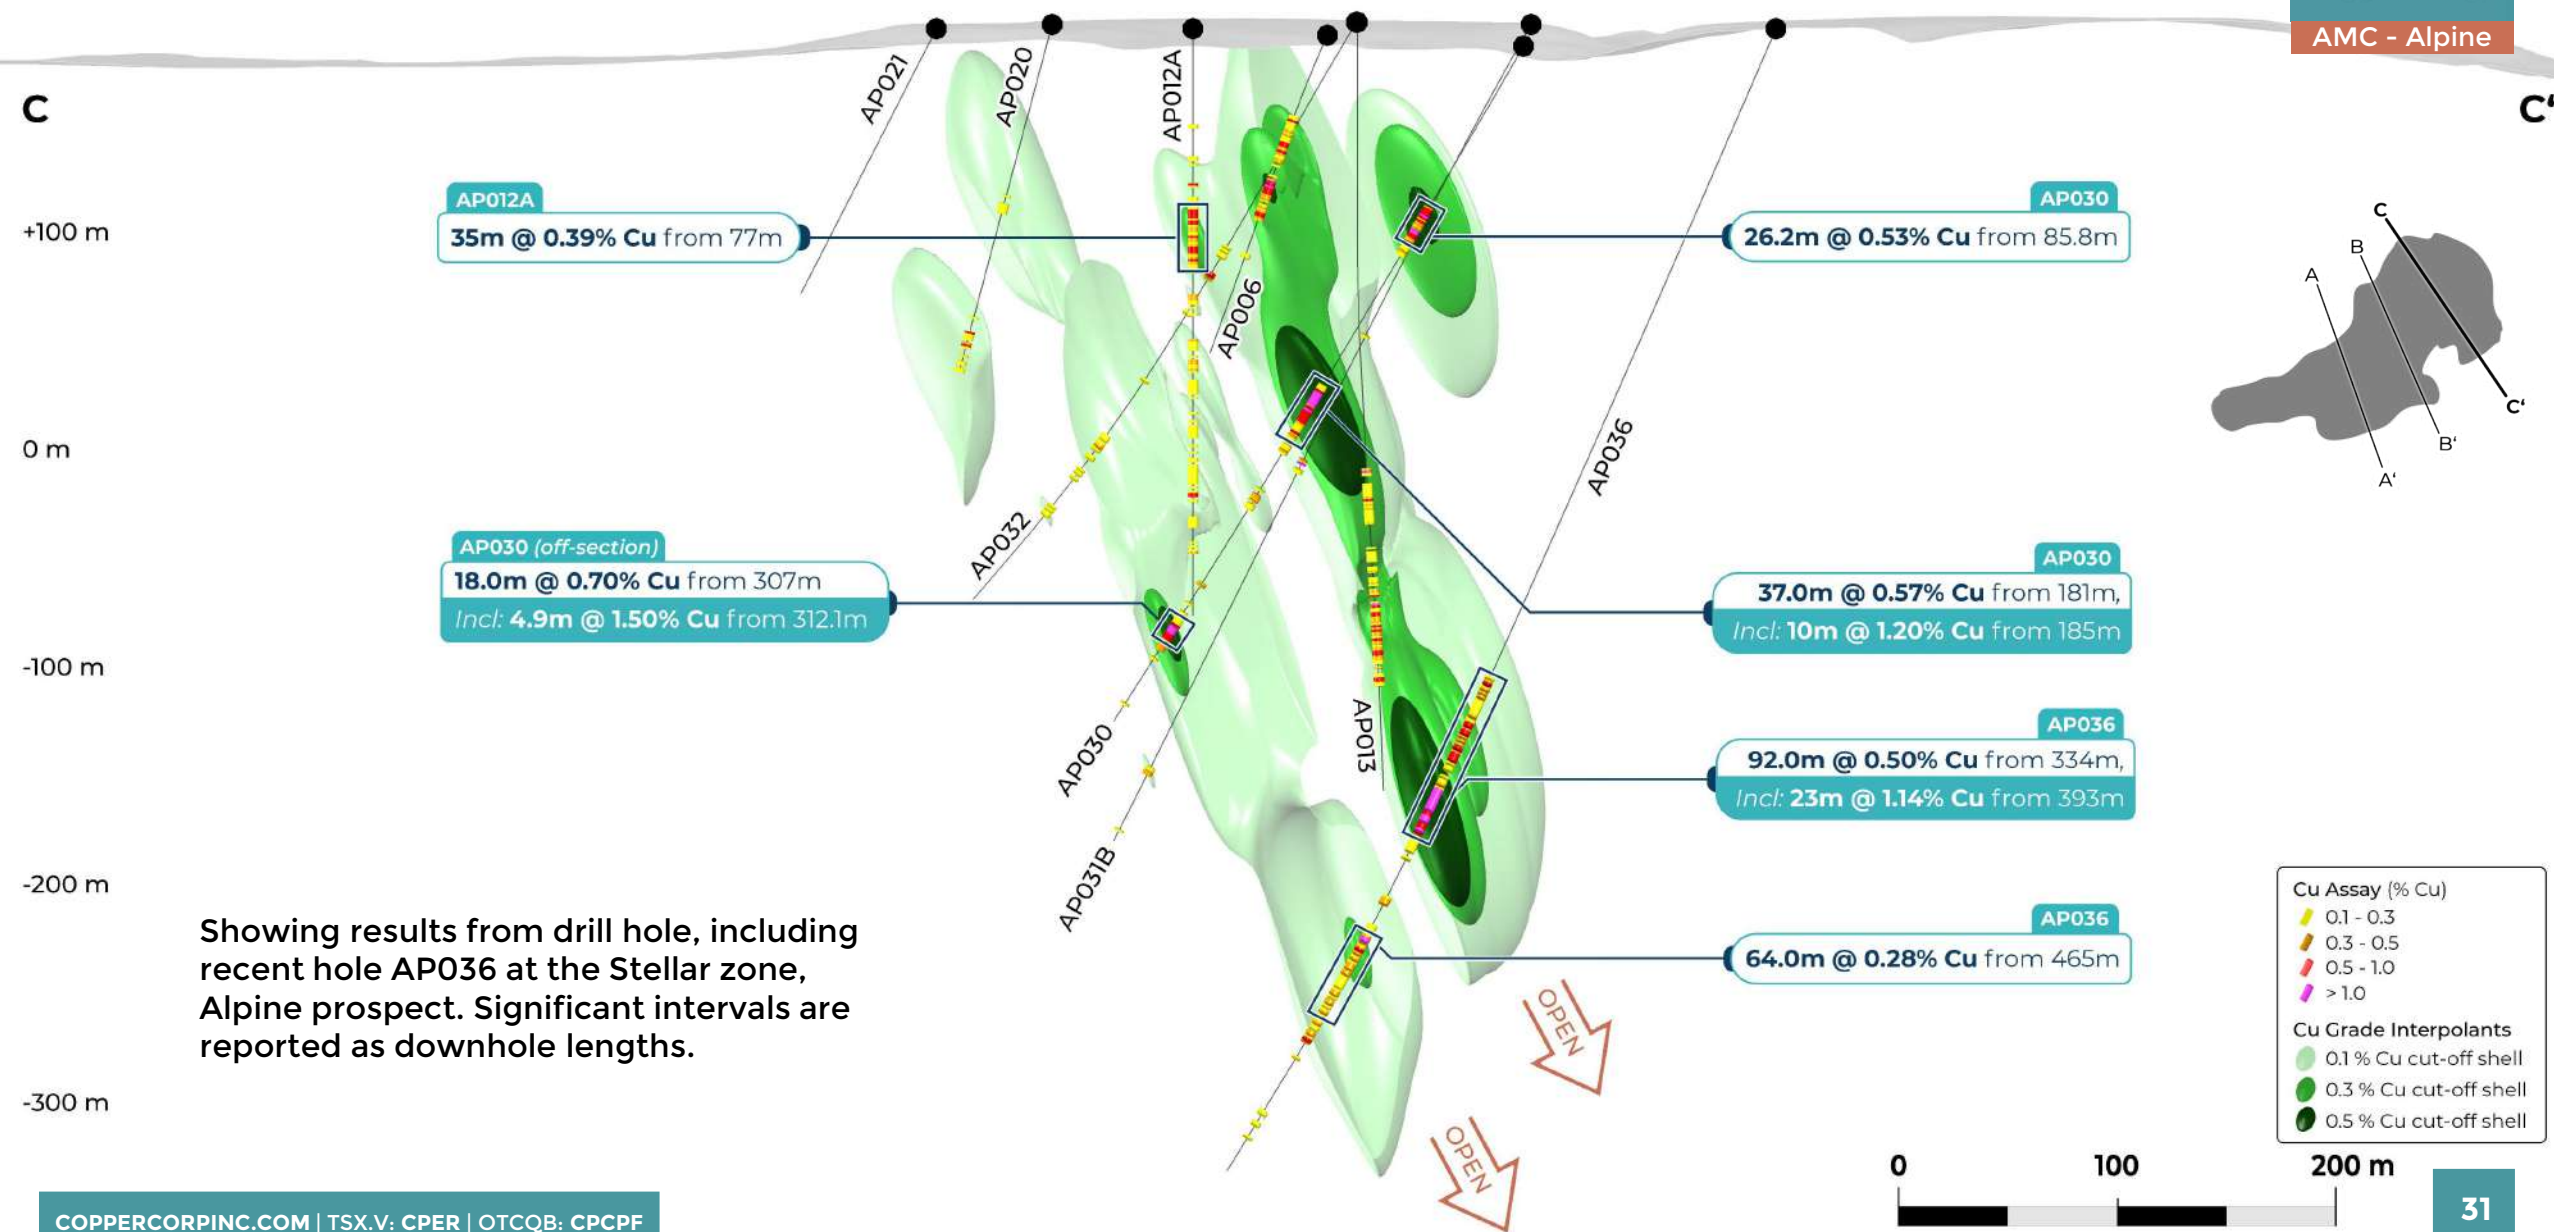 AMC - Alpine
C
C'
AP021
AP020
AP012A
+100 m
0 m
-100 m
-200 m
-300 m
AP012A
35m @ 0.39% Cu from 77m
AP030
26.2m @ 0.53% Cu from 85.8m
AP006
AP032
AP036
AP030 (off-section)
18.0m @ 0.70% Cu from 307m
Incl: 4.9m @ 1.50% Cu from 312.1m
AP030
37.0m @ 0.57% Cu from 181m,
Incl: 10m @ 1.20% Cu from 185m
AP030
AP031B
AP013
AP036
92.0m @ 0.50% Cu from 334m,
Incl: 23m @ 1.14% Cu from 393m
AP036
64.0m @ 0.28% Cu from 465m
C
B
A
C'
B'
A'
Showing results from drill hole, including
recent hole AP036 at the Stellar zone,
Alpine prospect. Significant intervals are
reported as downhole lengths.
OPEN
OPEN
Cu Assay (% Cu)
0.1 - 0.3
0.3 - 0.5
0.5 - 1.0
> 1.0
Cu Grade Interpolants
0.1 % Cu cut-off shell
0.3 % Cu cut-off shell
0.5 % Cu cut-off shell
0 100 200 m
COPPERCORPINC.COM | TSX.V: CPER | OTCQB: CPCPF
31